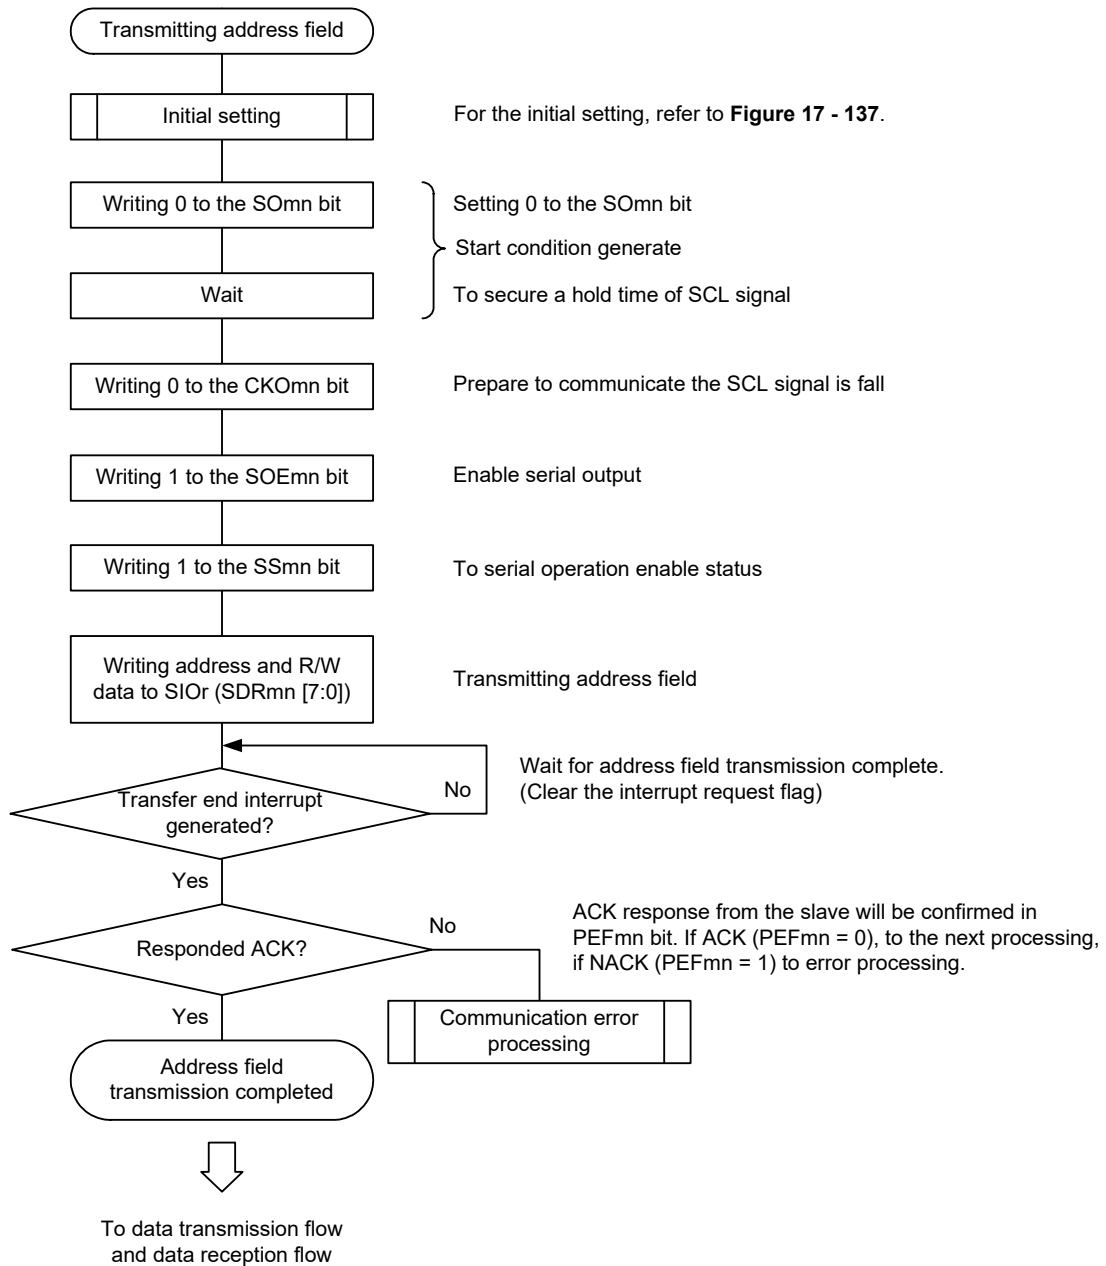 Transmitting address field
Initial setting
For the initial setting, refer to Figure 17 - 137.
Writing 0 to the SOmn bit
Setting 0 to the SOmn bit
Start condition generate
Wait
To secure a hold time of SCL signal
Writing 0 to the CKOmn bit
Prepare to communicate the SCL signal is fall
Writing 1 to the SOEmn bit
Enable serial output
Writing 1 to the SSmn bit
To serial operation enable status
Writing address and R/W
data to SIOr (SDRmn [7:0])
Transmitting address field
Transfer end interrupt
generated?
No
Wait for address field transmission complete.
(Clear the interrupt request flag)
Yes
Responded ACK?
No
ACK response from the slave will be confirmed in
PEFmn bit. If ACK (PEFmn = 0), to the next processing,
if NACK (PEFmn = 1) to error processing.
Yes
Communication error
processing
Address field
transmission completed
To data transmission flow
and data reception flow